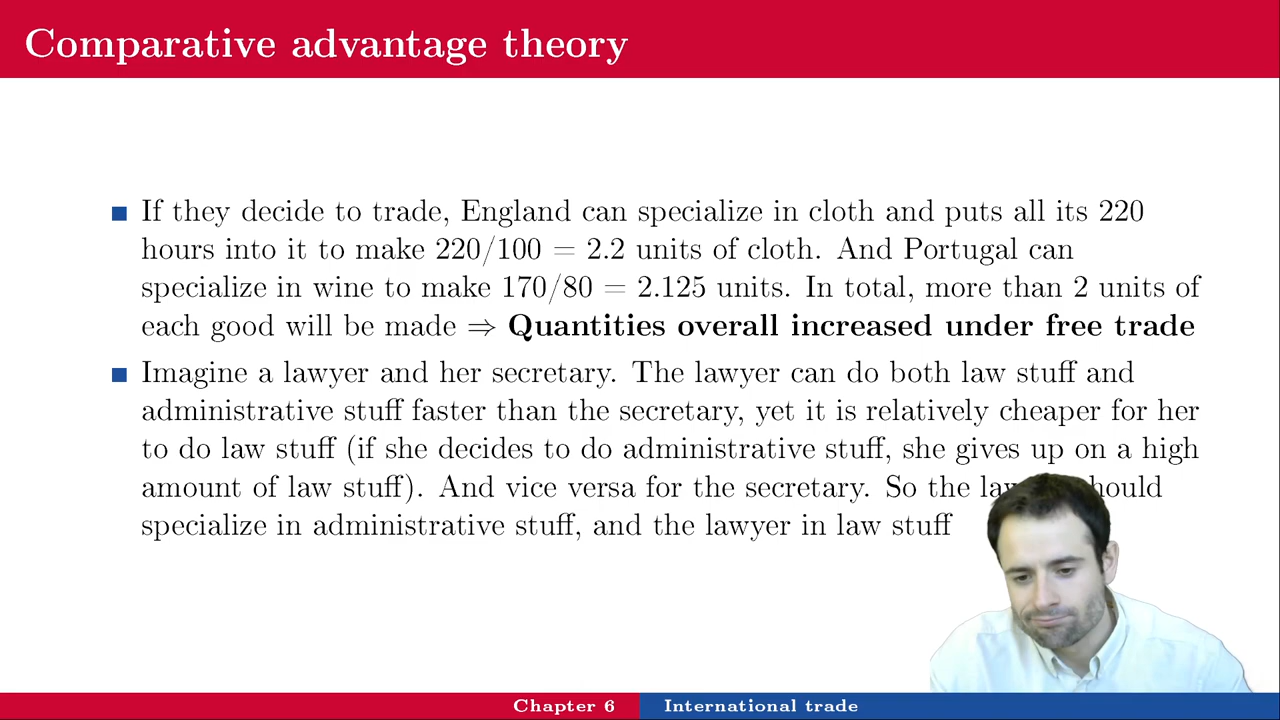 Comparative advantage theory
If they decide to trade, England can specialize in cloth and puts all its 220
hours into it to make 220/100 = 2.2 units of cloth. And Portugal can
specialize in wine to make 170/80 = 2.125 units. In total, more than 2 units of
each good will be made ⇒ Quantities overall increased under free trade
Imagine a lawyer and her secretary. The lawyer can do both law stuff and
administrative stuff faster than the secretary, yet it is relatively cheaper for her
to do law stuff (if she decides to do administrative stuff, she gives up on a high
amount of law stuff). And vice versa for the secretary. So the
specialize in administrative stuff, and the lawyer in law stuff
Chapter 6
International trade